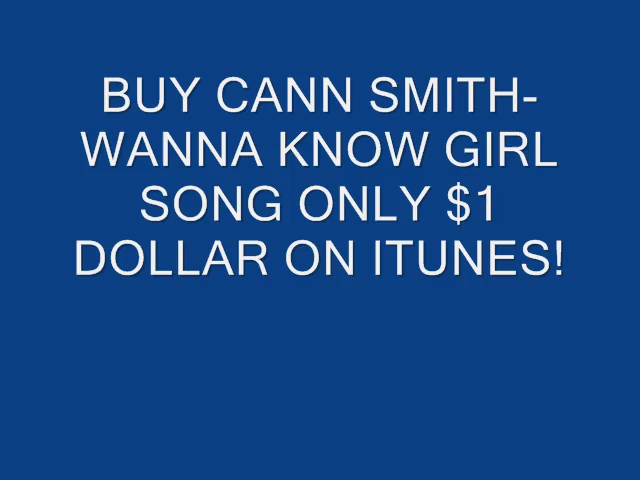 BUY CANN SMITH-
WANNA KNOW GIRL
SONG ONLY $1
DOLLAR ON ITUNES!